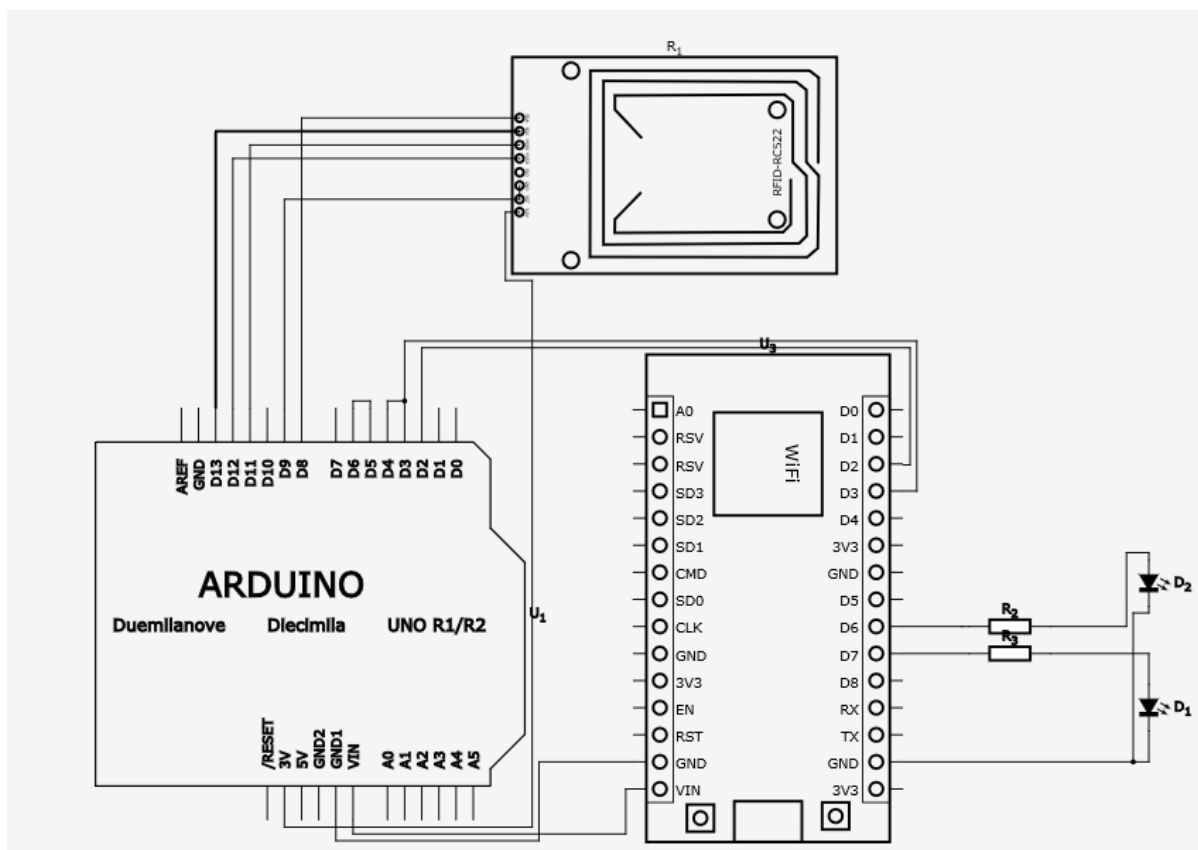 R1
RFID-RC522
U3
AREF
GND
D13
D12
D11
D10
D9
D8
D7
D6
D5
D4
D3
D2
D1
D0
ARDUINO
Duemilanove Diecimila UNO R1/R2
U1
/RESET
3V
5V
GND2
GND1
VIN
A0
A1
A2
A3
A4
A5
WiFi
A0
RSV
RSV
SD3
SD2
SD1
CMD
SD0
CLK
GND
3V3
EN
RST
GND
VIN
D0
D1
D2
D3
D4
3V3
GND
D5
D6
D7
D8
RX
TX
GND
3V3
R2
R3
D2
D1